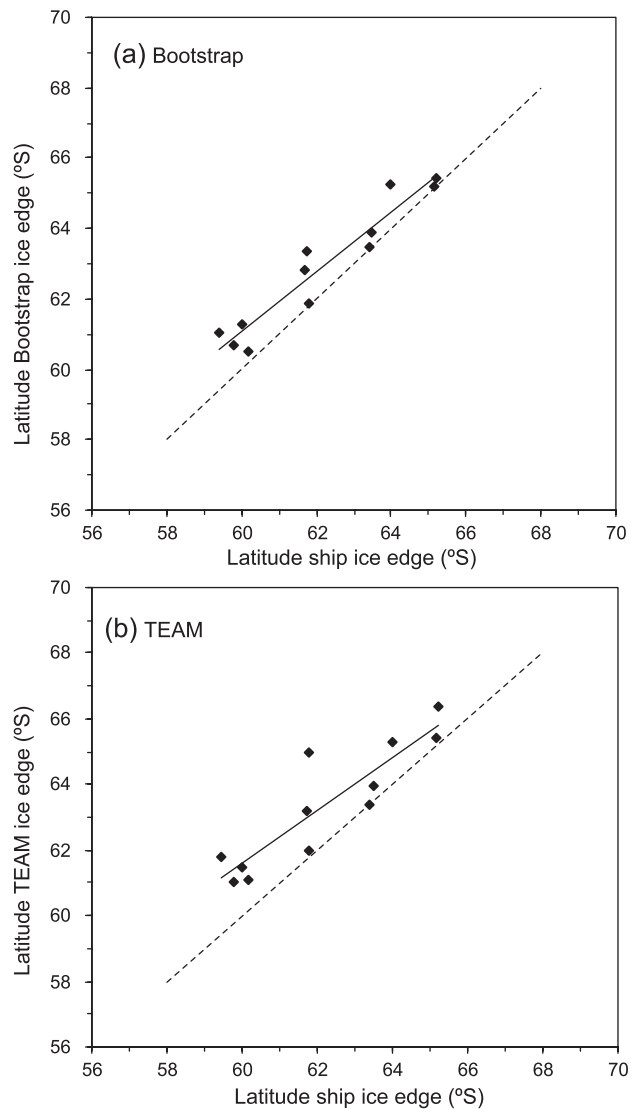 70
(a) Bootstrap
68
66
64
62
60
58
56
Latitude Bootstrap ice edge (ºS)
56 58 60 62 64 66 68 70
Latitude ship ice edge (ºS)
70
(b) TEAM
68
66
64
62
60
58
56
Latitude TEAM ice edge (ºS)
56 58 60 62 64 66 68 70
Latitude ship ice edge (ºS)